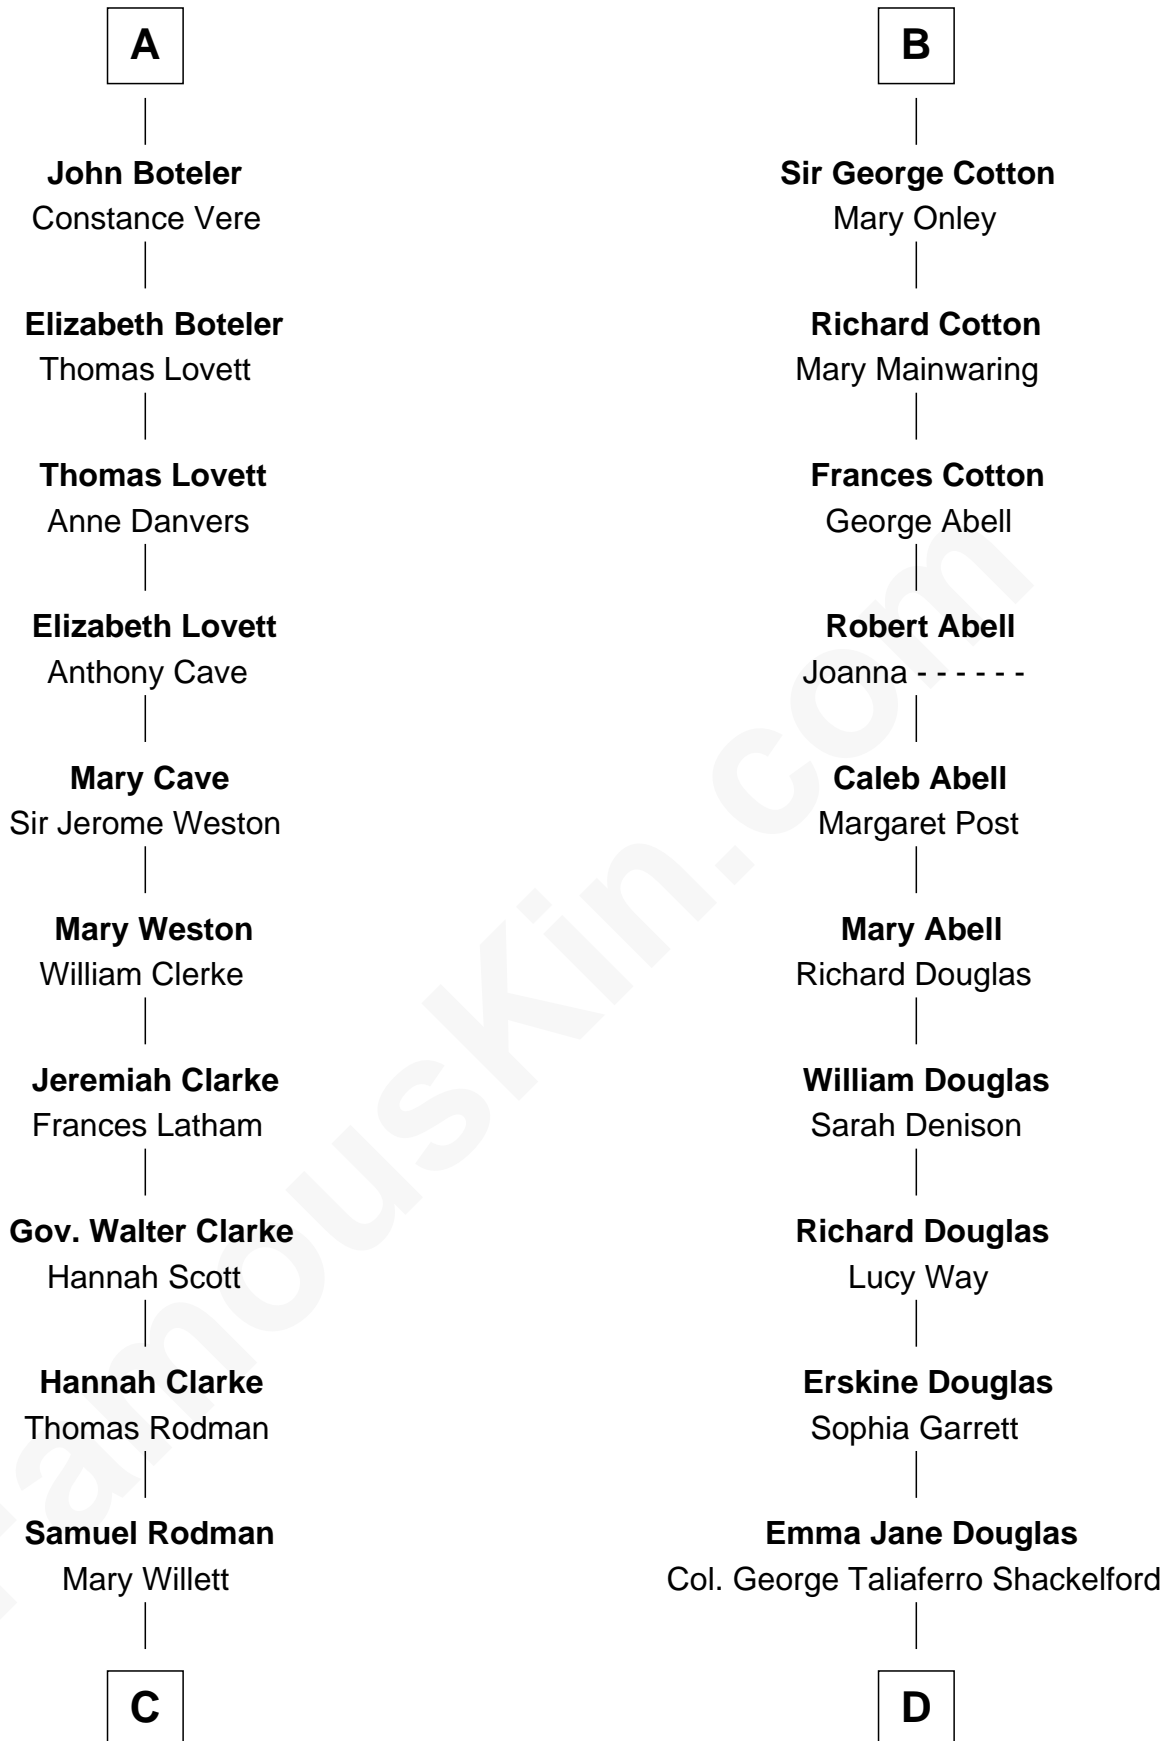 A
John Boteler
Constance Vere
Elizabeth Boteler
Thomas Lovett
Thomas Lovett
Anne Danvers
Elizabeth Lovett
Anthony Cave
Mary Cave
Sir Jerome Weston
Mary Weston
William Clerke
Jeremiah Clarke
Frances Latham
Gov. Walter Clarke
Hannah Scott
Hannah Clarke
Thomas Rodman
Samuel Rodman
Mary Willett
C
B
Sir George Cotton
Mary Onley
Richard Cotton
Mary Mainwaring
Frances Cotton
George Abell
Robert Abell
Joanna - - - - - -
Caleb Abell
Margaret Post
Mary Abell
Richard Douglas
William Douglas
Sarah Denison
Richard Douglas
Lucy Way
Erskine Douglas
Sophia Garrett
Emma Jane Douglas
Col. George Taliaferro Shackelford
D
FamousKin.com